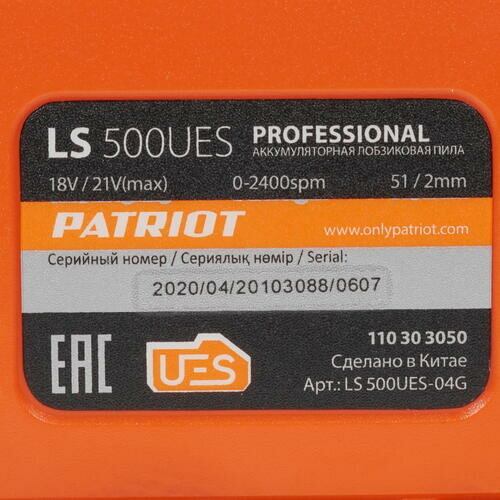 LS 500UES PROFESSIONAL
АККУМУЛЯТОРНАЯ ЛОБЗИКОВАЯ ПИЛА
18V / 21V(max) 0-2400spm 51 / 2mm
PATRIOT www.onlypatriot.com
Серийный номер / Сериялық нөмір / Serial:
2020/04/20103088/0607
EAC UES
110 30 3050
Сделано в Китае
Арт.: LS 500UES-04G